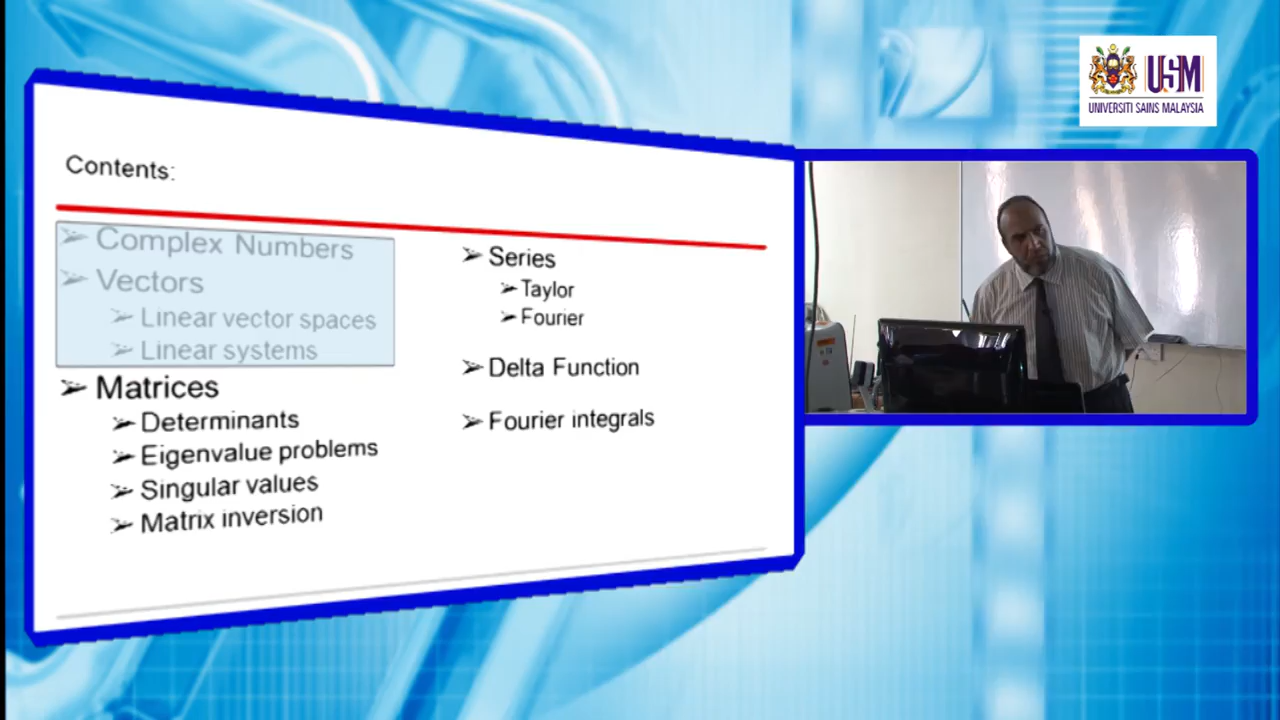 Contents:
Complex Numbers
Vectors
Linear vector spaces
Linear systems
Matrices
Determinants
Eigenvalue problems
Singular values
Matrix inversion
Series
Taylor
Fourier
Delta Function
Fourier integrals
USM
UNIVERSITI SAINS MALAYSIA